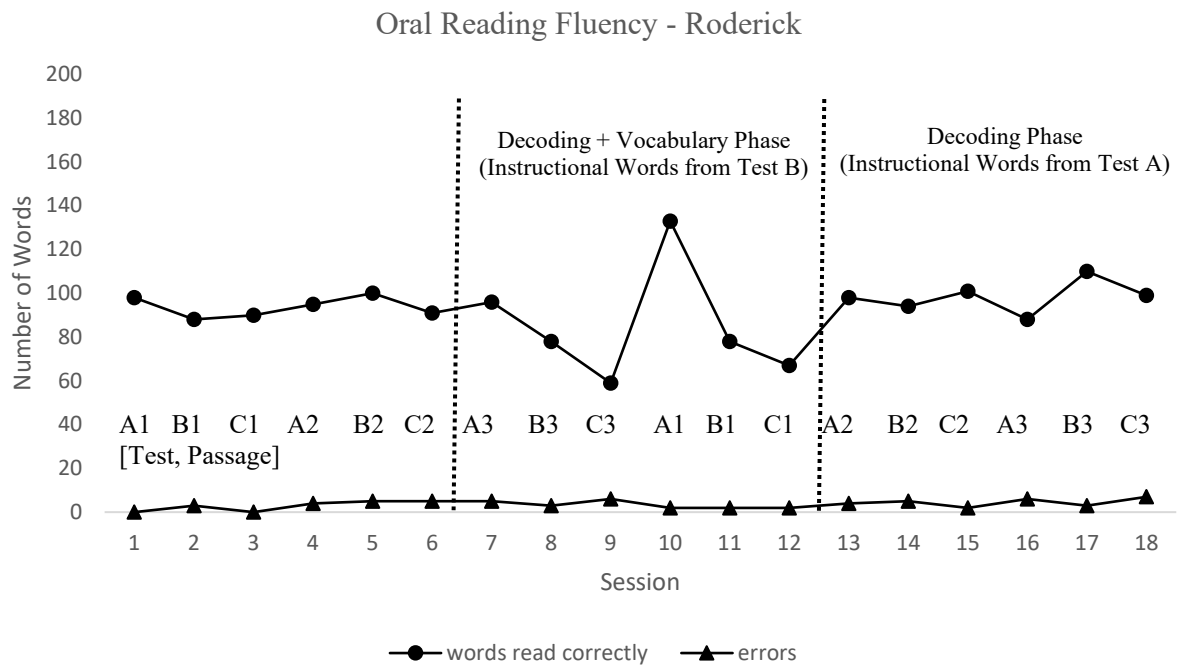 Oral Reading Fluency - Roderick
200
180
160
140
120
100
80
60
40
20
0
Number of Words
Decoding + Vocabulary Phase
(Instructional Words from Test B)
Decoding Phase
(Instructional Words from Test A)
A1 B1 C1 A2 B2 C2 A3 B3 C3 A1 B1 C1 A2 B2 C2 A3 B3 C3
[Test, Passage]
1 2 3 4 5 6 7 8 9 10 11 12 13 14 15 16 17 18
Session
words read correctly errors